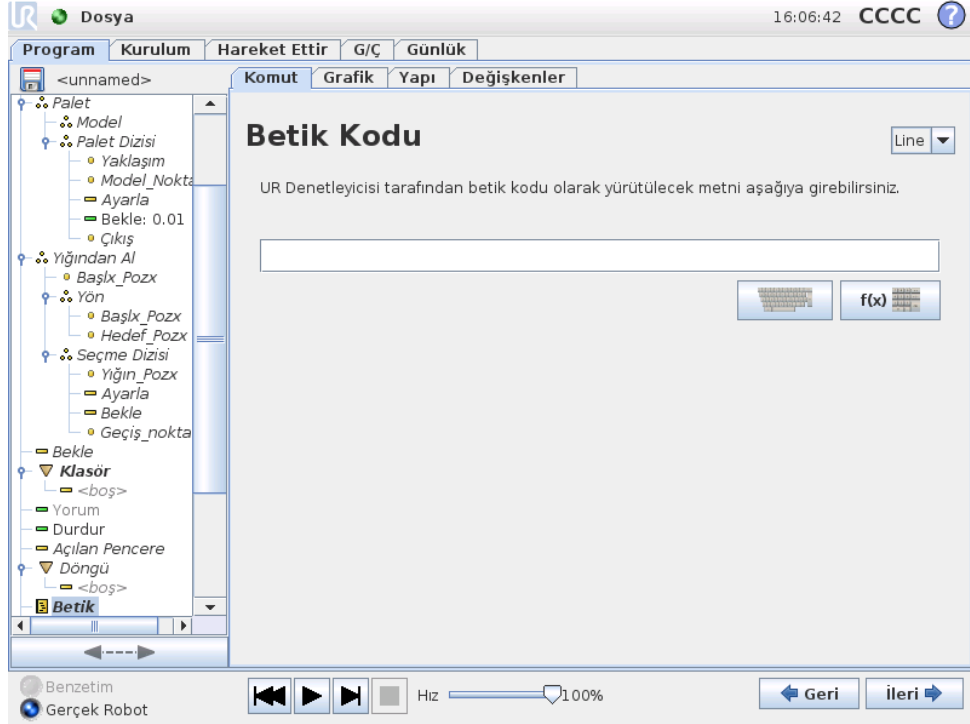 UR Dosya 16:06:42 CCCC ?
Program Kurulum Hareket Ettir G/Ç Günlük
<unnamed>
Komut Grafik Yapı Değişkenler
Palet
Model
Palet Dizisi
Yaklaşım
Model_Nokta
Ayarla
Bekle: 0.01
Çıkış
Yığından Al
Başlx_Pozx
Yön
Başlx_Pozx
Hedef_Pozx
Seçme Dizisi
Yığın_Pozx
Ayarla
Bekle
Geçiş_nokta
Bekle
Klasör
<boş>
Yorum
Durdur
Açılan Pencere
Döngü
<boş>
Betik
Betik Kodu
Line
UR Denetleyicisi tarafından betik kodu olarak yürütülecek metni aşağıya girebilirsiniz.
f(x)
Benzetim
Gerçek Robot
Hız 100%
Geri İleri